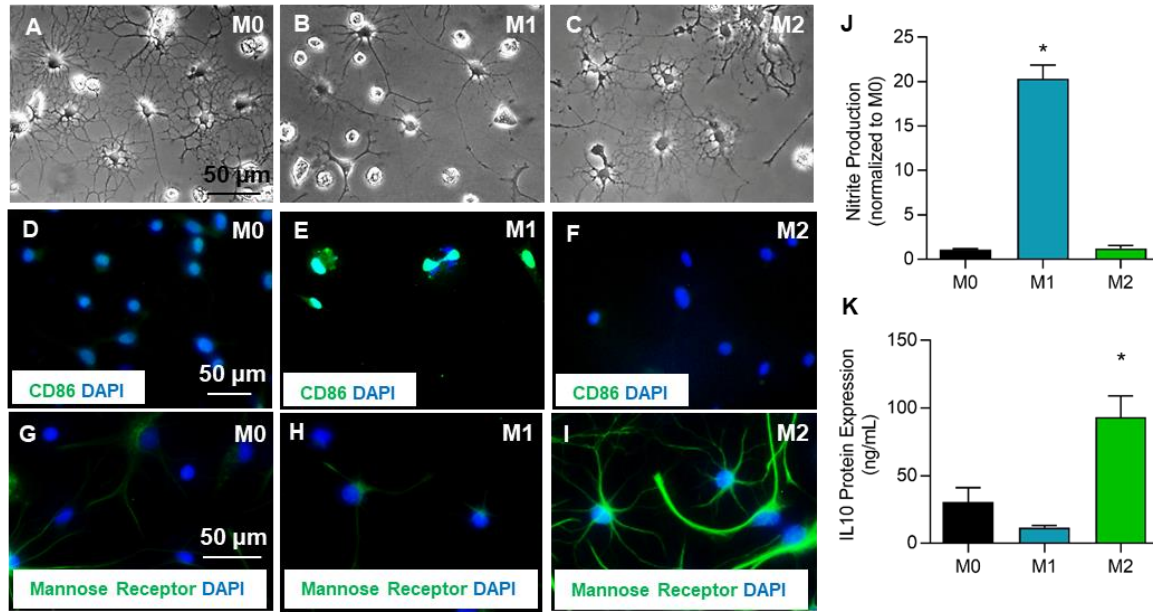 A M0
50 µm
B M1
C M2
D M0
CD86 DAPI
50 µm
E M1
CD86 DAPI
F M2
CD86 DAPI
G M0
50 µm
Mannose Receptor DAPI
H M1
Mannose Receptor DAPI
I M2
Mannose Receptor DAPI
J
Nitrite Production
(normalized to M0)
25
20
15
10
5
0
*
M0 M1 M2
K
IL10 Protein Expression
(ng/mL)
150
100
50
0
*
M0 M1 M2